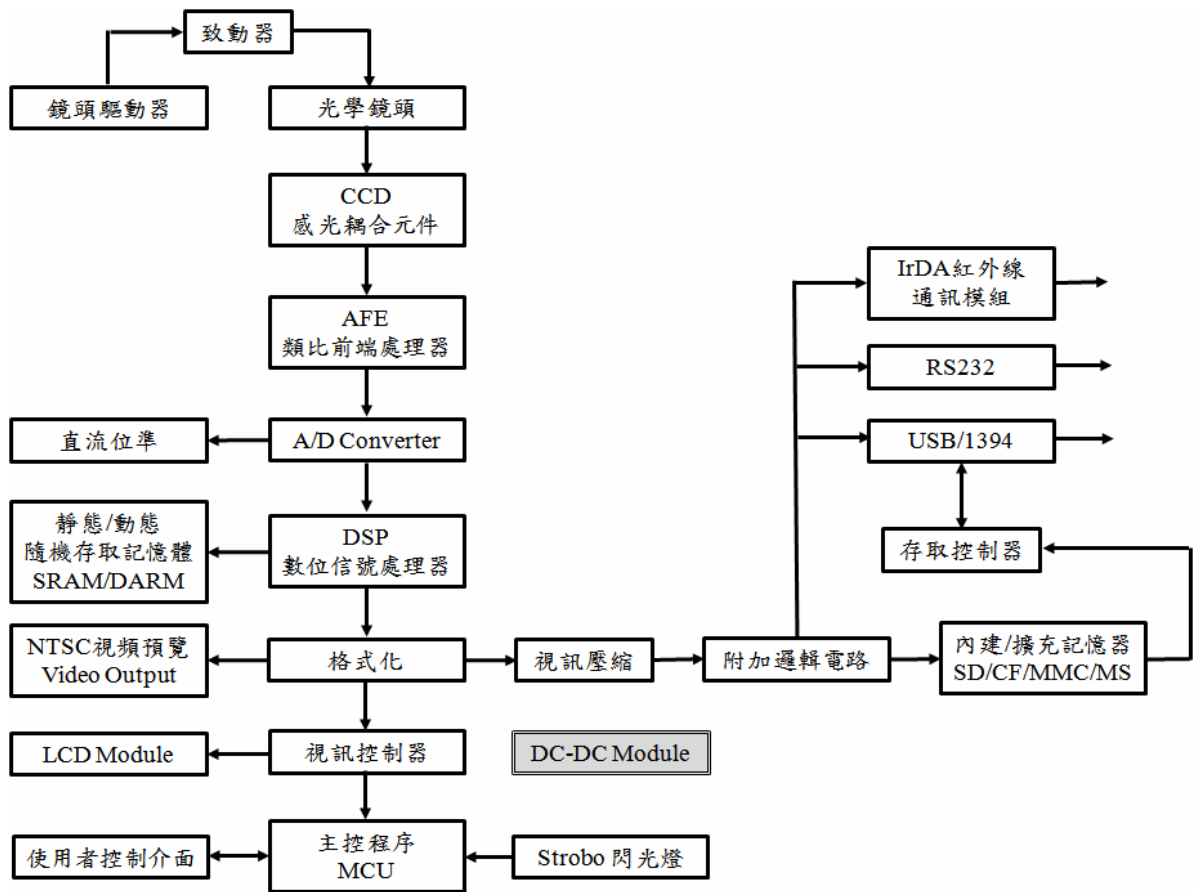 致動器
鏡頭驅動器
光學鏡頭
CCD
感光耦合元件
IrDA紅外線
通訊模組
AFE
類比前端處理器
RS232
直流位準
A/D Converter
USB/1394
靜態/動態
隨機存取記憶體
SRAM/DARM
DSP
數位信號處理器
存取控制器
NTSC視頻預覽
Video Output
格式化
視訊壓縮
附加邏輯電路
內建/擴充記憶器
SD/CF/MMC/MS
LCD Module
視訊控制器
DC-DC Module
使用者控制介面
主控程序
MCU
Strobo 閃光燈